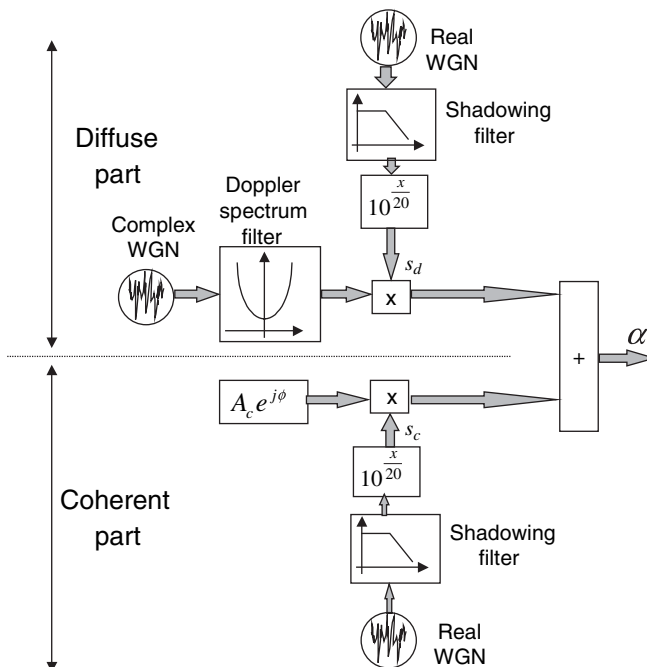 Real
WGN
Shadowing
filter
Diffuse
part
10^{x/20}
Doppler
spectrum
filter
Complex
WGN
s_d
x
α
+
A_c e^{jϕ}
x
s_c
10^{x/20}
Coherent
part
Shadowing
filter
Real
WGN